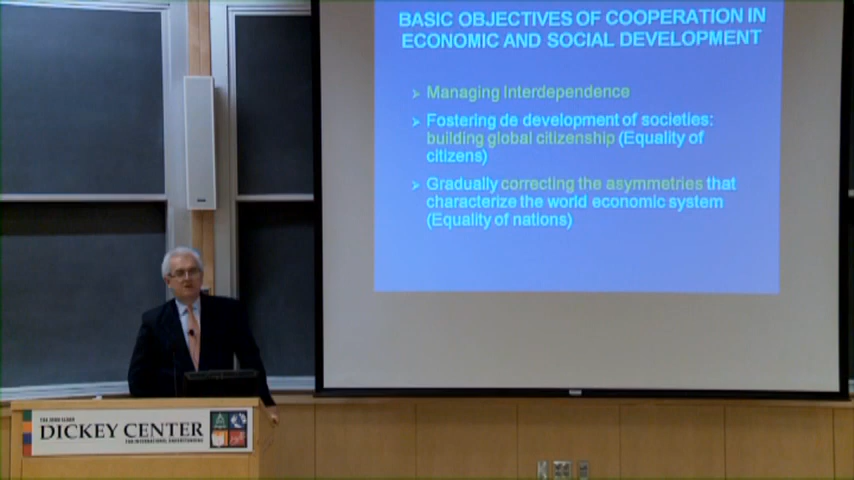 BASIC OBJECTIVES OF COOPERATION IN
ECONOMIC AND SOCIAL DEVELOPMENT
Managing Interdependence
Fostering de development of societies:
building global citizenship (Equality of
citizens)
Gradually correcting the asymmetries that
characterize the world economic system
(Equality of nations)
THE JOHN SLOAN
DICKEY CENTER
FOR INTERNATIONAL UNDERSTANDING